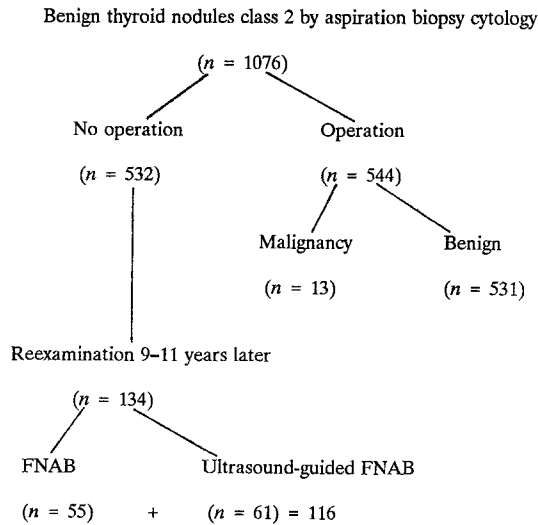 Benign thyroid nodules class 2 by aspiration biopsy cytology
(n = 1076)
No operation Operation
(n = 532) (n = 544)
Malignancy Benign
(n = 13) (n = 531)
Reexamination 9–11 years later
(n = 134)
FNAB Ultrasound-guided FNAB
(n = 55) + (n = 61) = 116